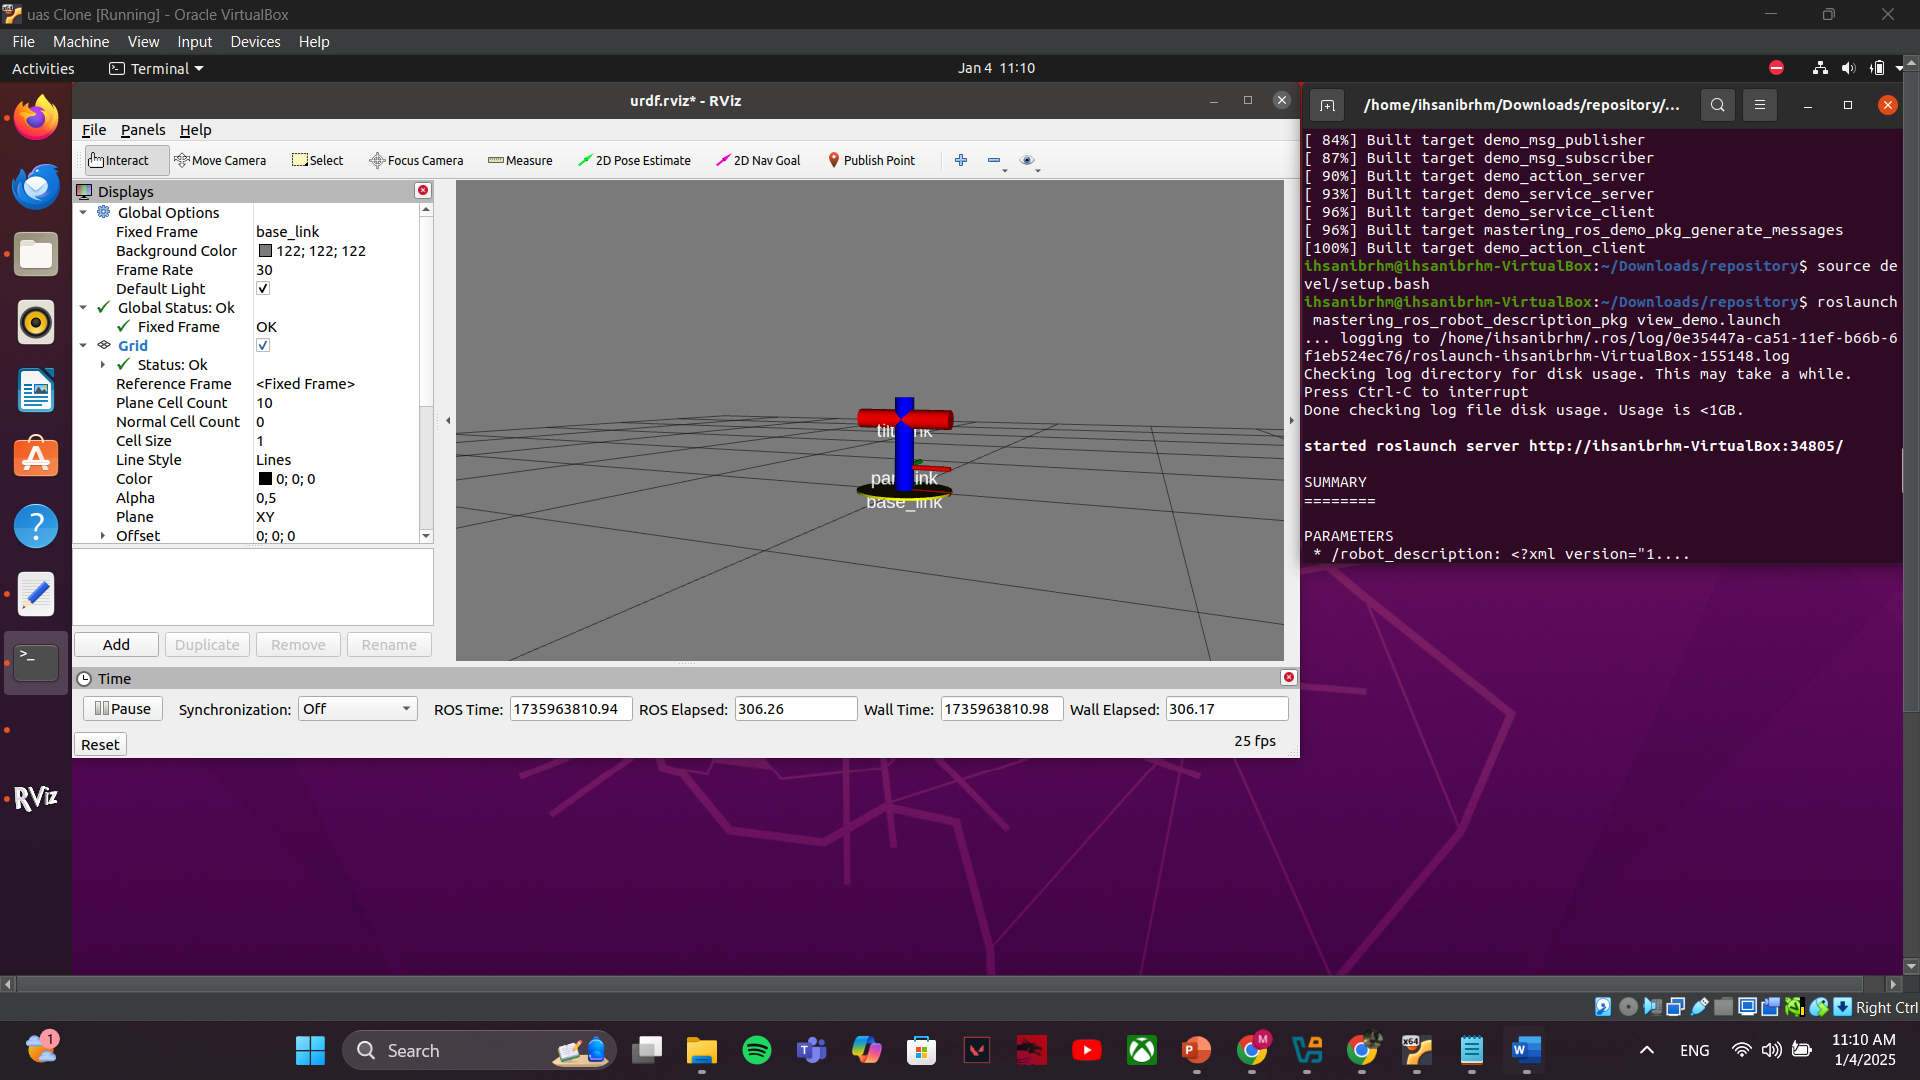 uas Clone [Running] - Oracle VirtualBox
File Machine View Input Devices Help
Activities Terminal Jan 4 11:10
urdf.rviz* - RViz
File Panels Help
Interact Move Camera Select Focus Camera Measure 2D Pose Estimate 2D Nav Goal Publish Point
Displays
Global Options
Fixed Frame base_link
Background Color 122; 122; 122
Frame Rate 30
Default Light
Global Status: Ok
Fixed Frame OK
Grid
Status: Ok
Reference Frame <Fixed Frame>
Plane Cell Count 10
Normal Cell Count 0
Cell Size 1
Line Style Lines
Color 0; 0; 0
Alpha 0,5
Plane XY
Offset 0; 0; 0
Add Duplicate Remove Rename
base_link
Time
Pause Synchronization: Off ROS Time: 1735963810.94 ROS Elapsed: 306.26 Wall Time: 1735963810.98 Wall Elapsed: 306.17
Reset 25 fps
/home/ihsanibrhm/Downloads/repository/...
[ 84%] Built target demo_msg_publisher
[ 87%] Built target demo_msg_subscriber
[ 90%] Built target demo_action_server
[ 93%] Built target demo_service_server
[ 96%] Built target demo_service_client
[ 96%] Built target mastering_ros_demo_pkg_generate_messages
[100%] Built target demo_action_client
ihsanibrhm@ihsanibrhm-VirtualBox:~/Downloads/repository$ source de
vel/setup.bash
ihsanibrhm@ihsanibrhm-VirtualBox:~/Downloads/repository$ roslaunch
mastering_ros_robot_description_pkg view_demo.launch
... logging to /home/ihsanibrhm/.ros/log/0e35447a-ca51-11ef-b66b-6
f1eb524ec76/roslaunch-ihsanibrhm-VirtualBox-155148.log
Checking log directory for disk usage. This may take a while.
Press Ctrl-C to interrupt
Done checking log file disk usage. Usage is <1GB.
started roslaunch server http://ihsanibrhm-VirtualBox:34805/
SUMMARY
========
PARAMETERS
* /robot_description: <?xml version="1....
RViz
Right Ctrl
1 Search M x64 ENG 11:10 AM
1/4/2025